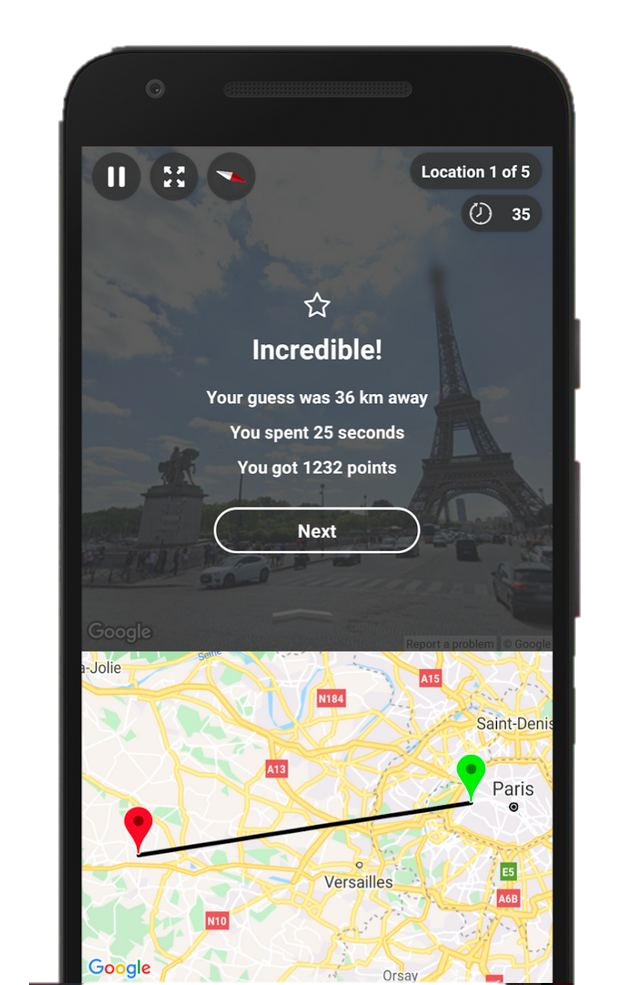 Location 1 of 5
35
Incredible!
Your guess was 36 km away
You spent 25 seconds
You got 1232 points
Next
Google
Report a problem © Google
a-Jolie
Seine
A15
N184
Saint-Denis
A13
Paris
Versailles
E5
A6B
N10
Google
Orsay